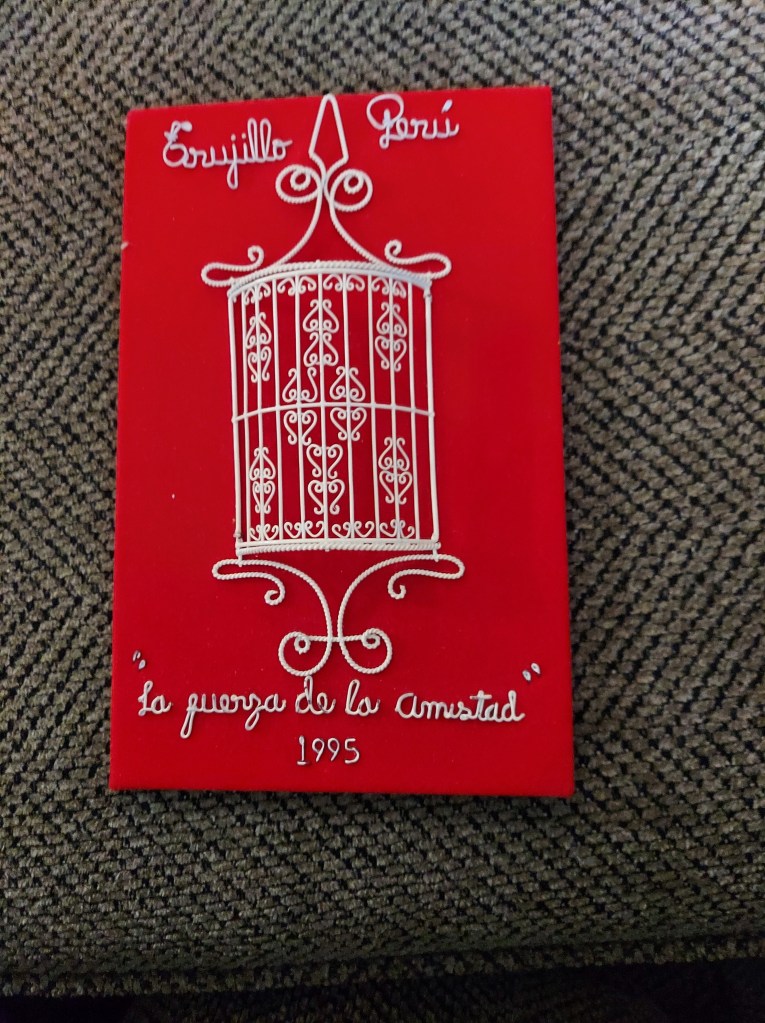 Trujillo Perú
"La fuerza de la amistad"
1995